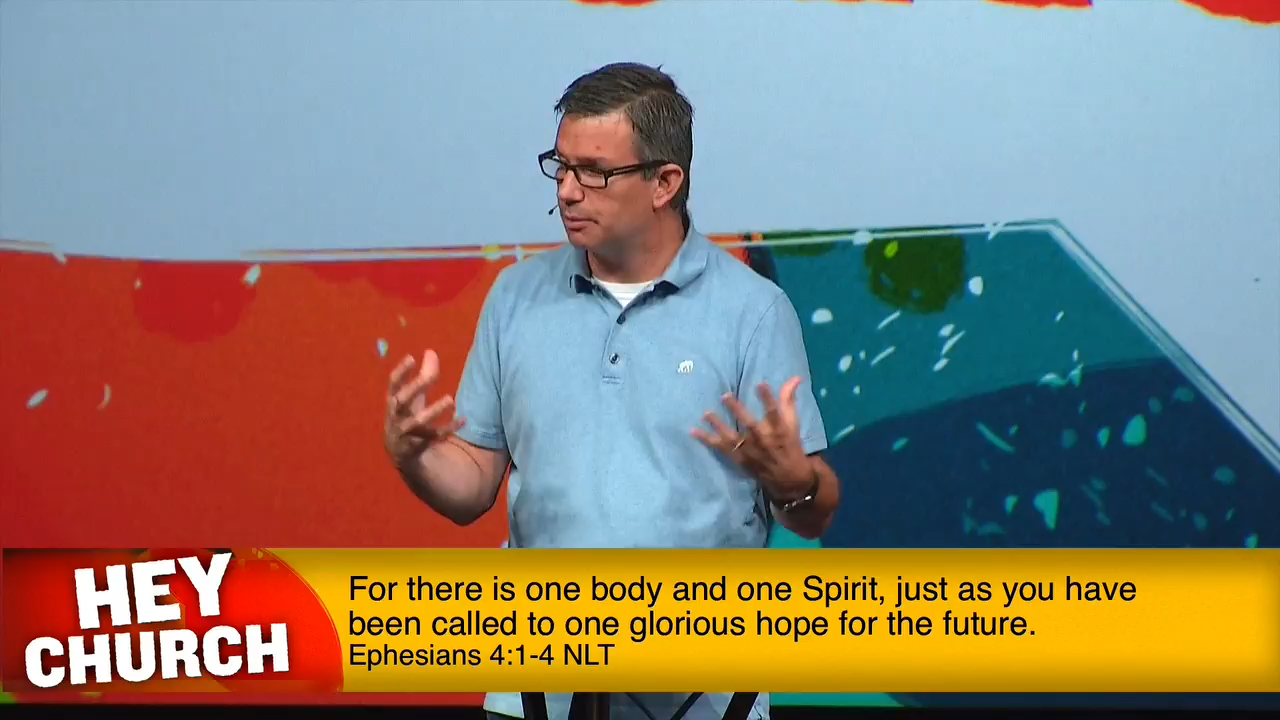 HEY
CHURCH
For there is one body and one Spirit, just as you have
been called to one glorious hope for the future.
Ephesians 4:1-4 NLT